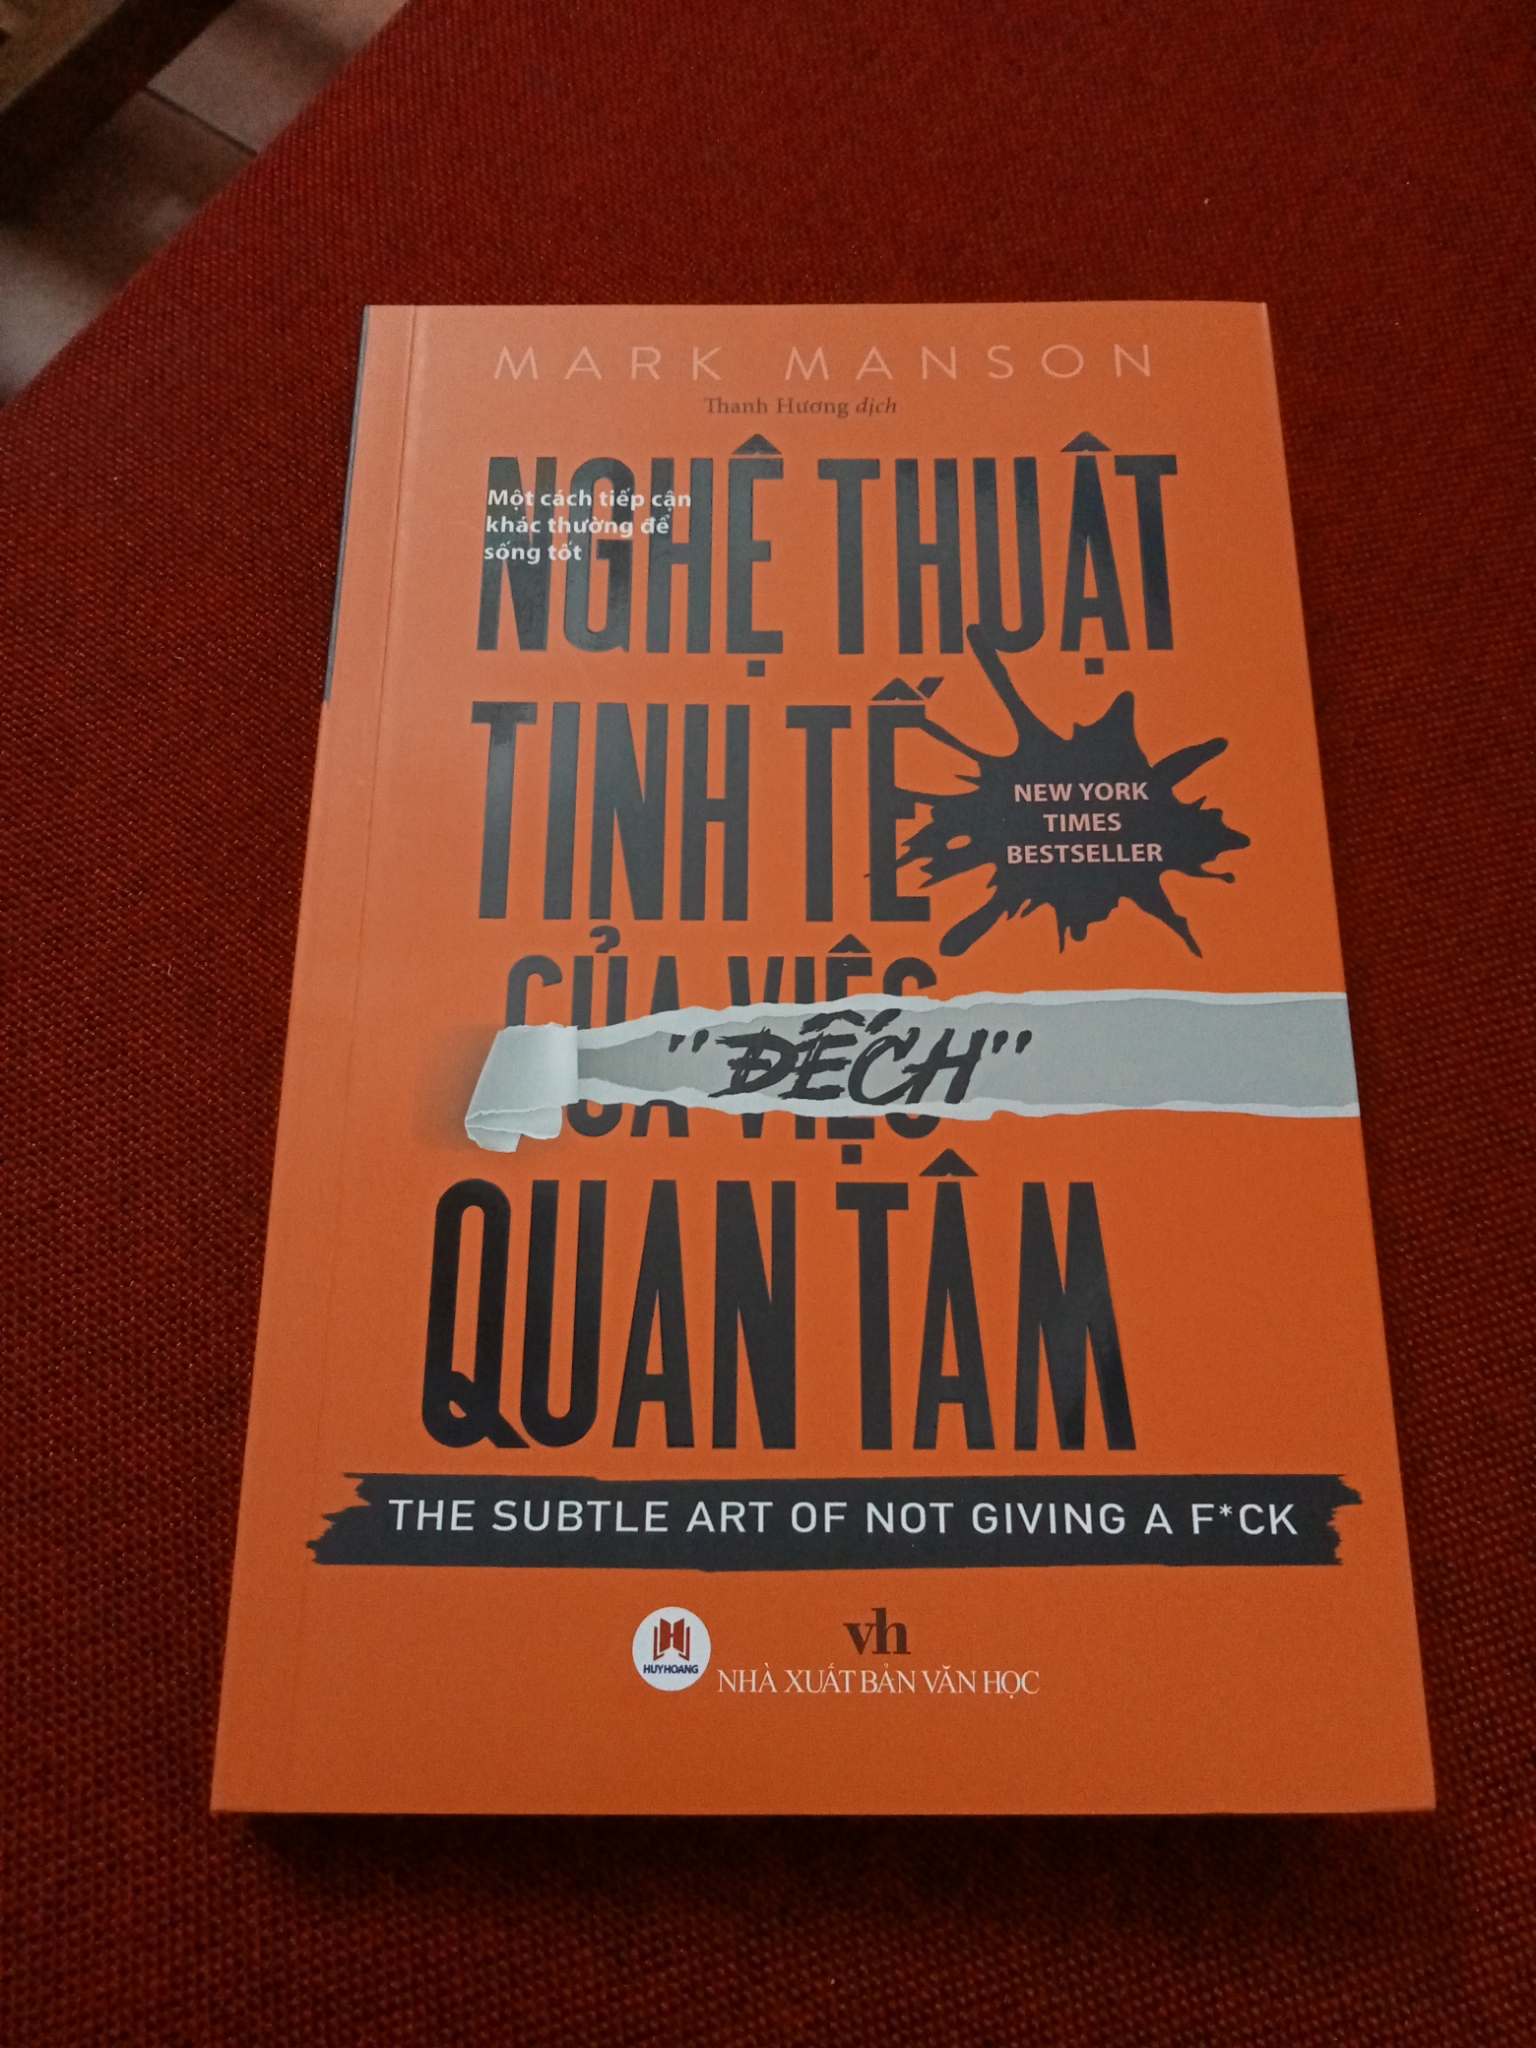 MARK MANSON
Thanh Hương dịch
NGHỆ THUẬT
Một cách tiếp cận
khác thường để
sống tốt
TINH TẾ
NEW YORK
TIMES
BESTSELLER
CỦA VIỆC
"ĐẾCH"
QUAN TÂM
THE SUBTLE ART OF NOT GIVING A F*CK
HUYHOANG
vh
NHÀ XUẤT BẢN VĂN HỌC